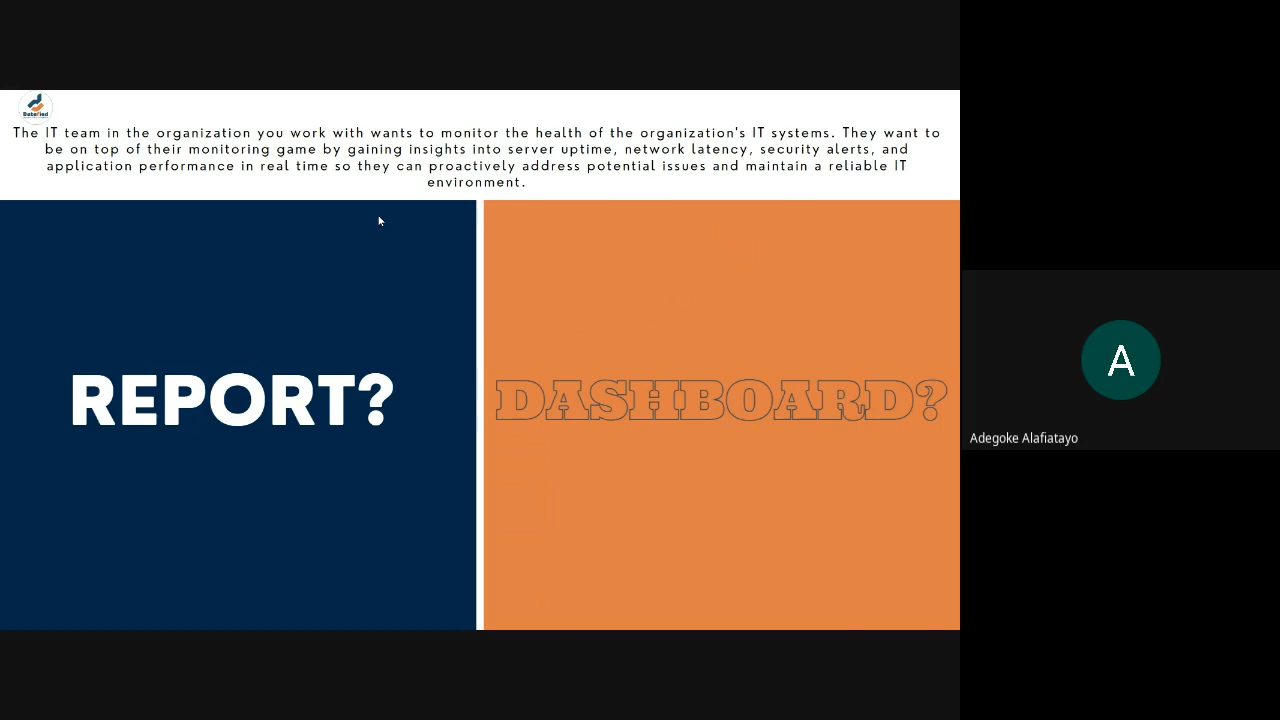 Datafied
The IT team in the organization you work with wants to monitor the health of the organization's IT systems. They want to
be on top of their monitoring game by gaining insights into server uptime, network latency, security alerts, and
application performance in real time so they can proactively address potential issues and maintain a reliable IT
environment.
REPORT?
DASHBOARD?
A
Adegoke Alafiatayo